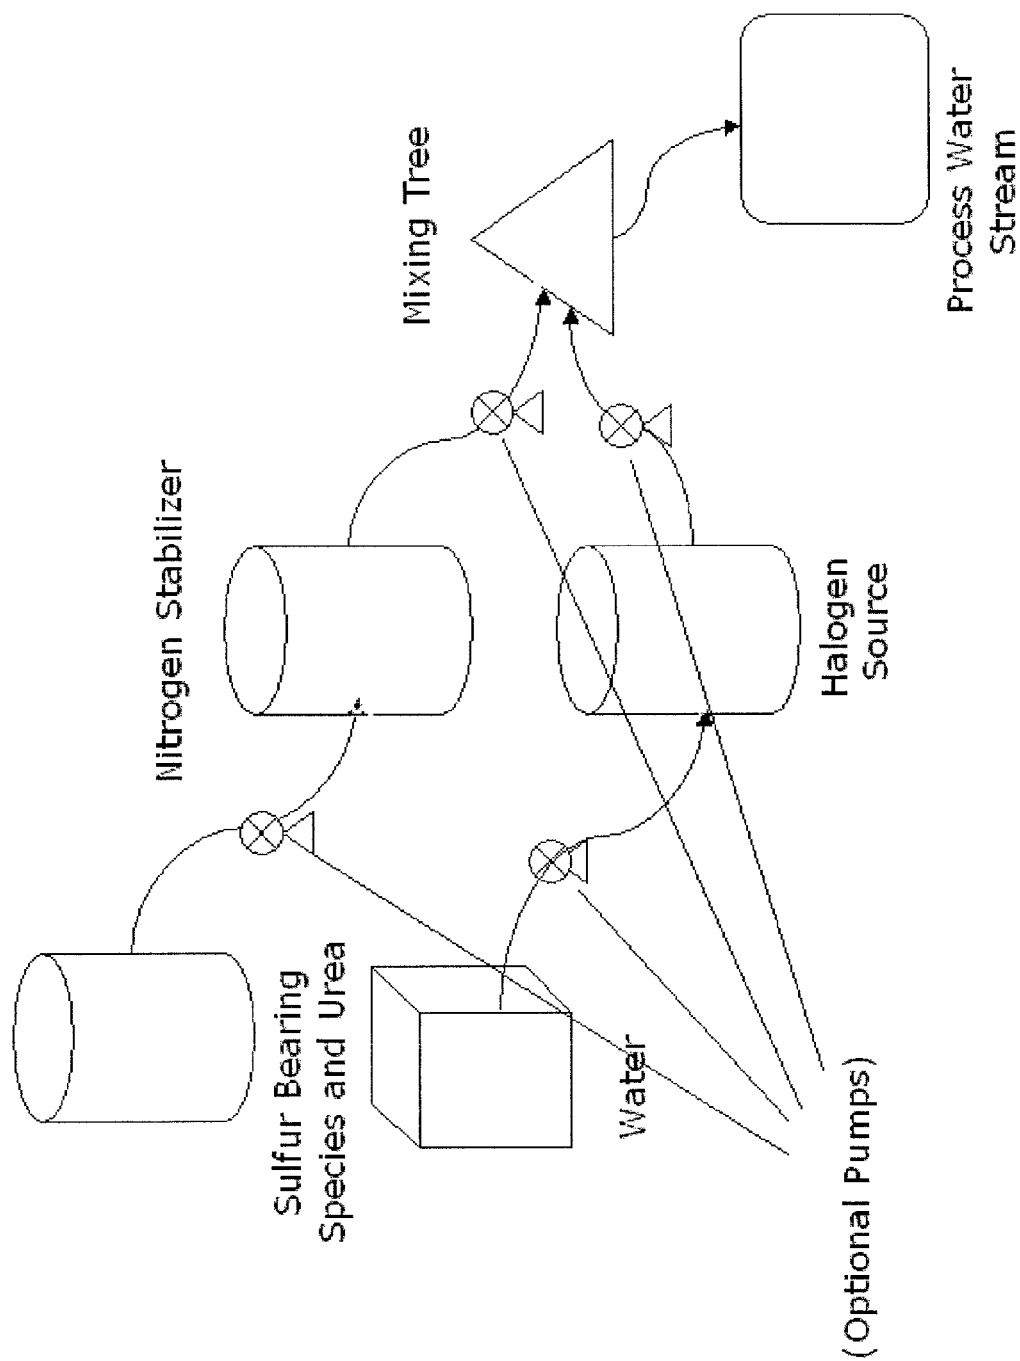 Sulfur Bearing
Species and Urea
Nitrogen Stabilizer
Mixing Tree
Water
Halogen
Source
Process Water
Stream
(Optional Pumps)